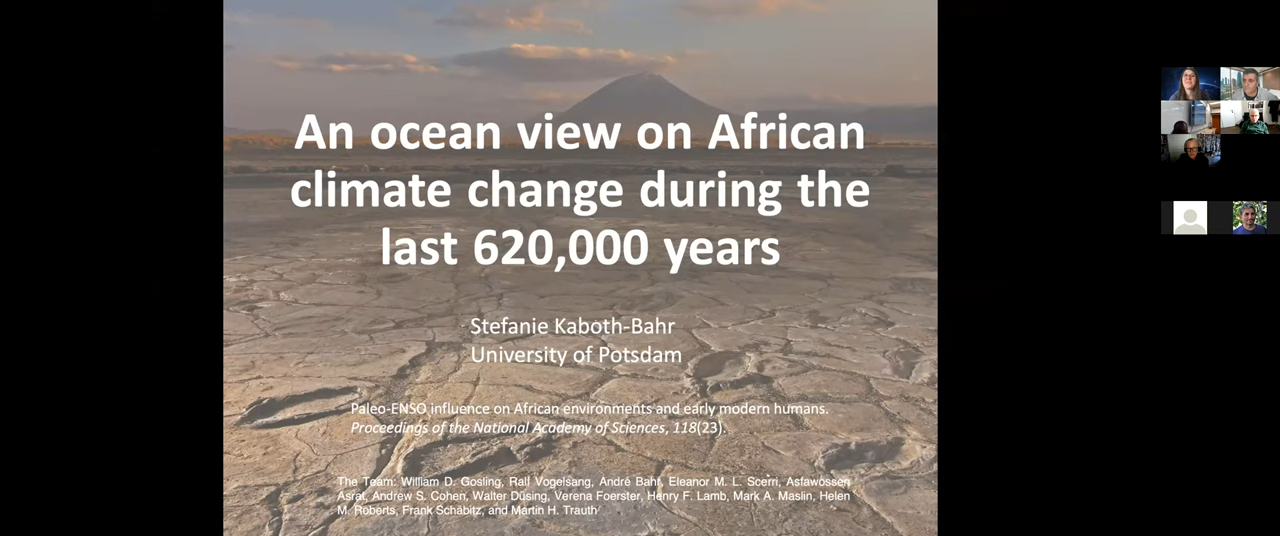 An ocean view on African
climate change during the
last 620,000 years
Stefanie Kaboth-Bahr
University of Potsdam
Paleo-ENSO influence on African environments and early modern humans.
Proceedings of the National Academy of Sciences, 118(23).
The Team: William D. Gosling, Ralf Vogelsang, André Bahr, Eleanor M. L. Scerri, Asfawossen
Asrat, Andrew S. Cohen, Walter Düsing, Verena Foerster, Henry F. Lamb, Mark A. Maslin, Helen
M. Roberts, Frank Schäbitz, and Martin H. Trauth